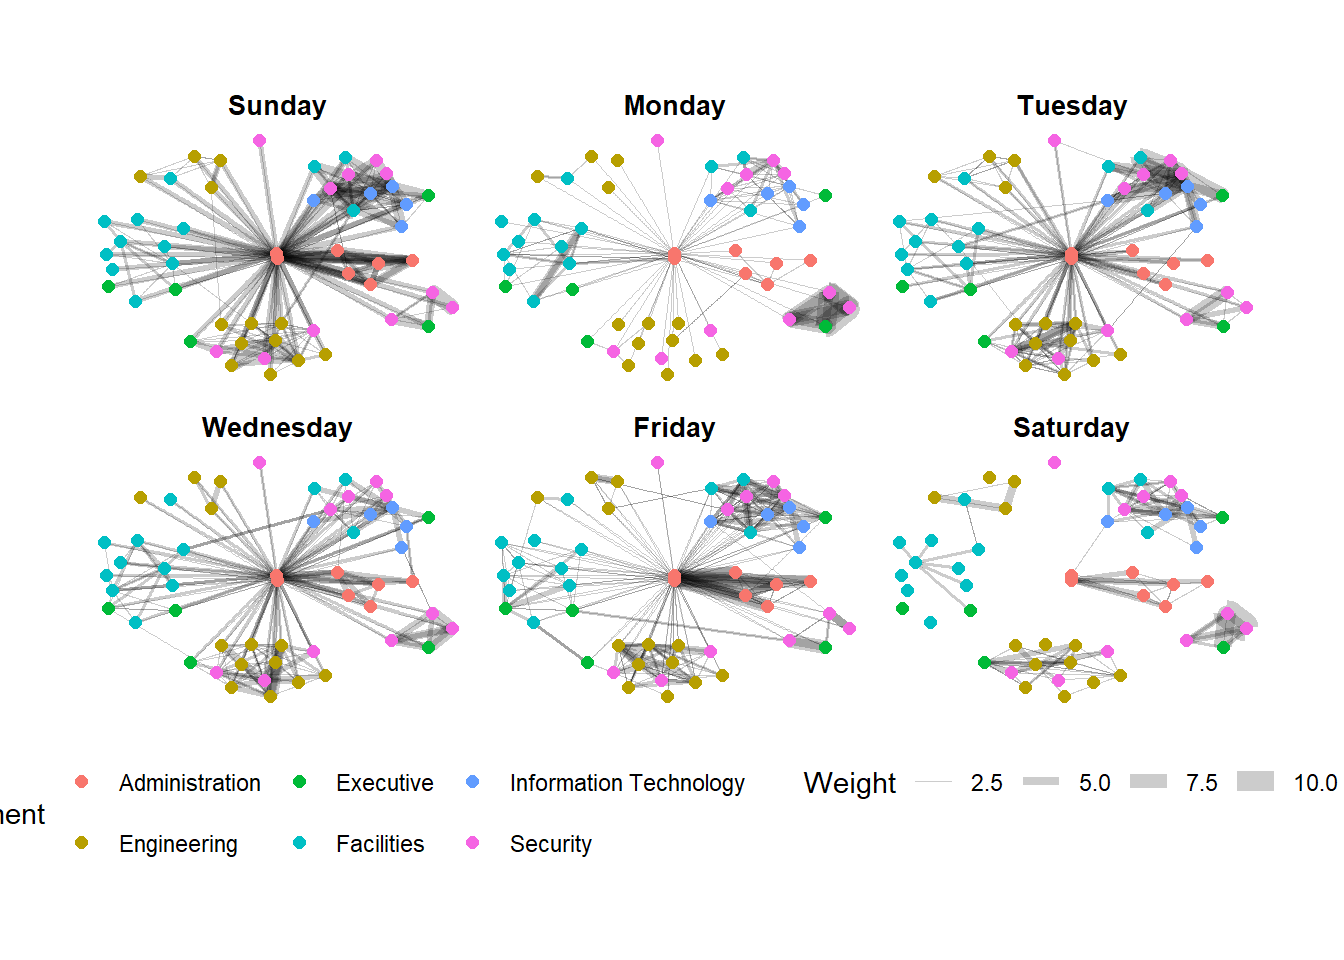 Sunday
Monday
Tuesday
Wednesday
Friday
Saturday
Administration
Executive
Information Technology
Weight
2.5
5.0
7.5
10.0
Engineering
Facilities
Security